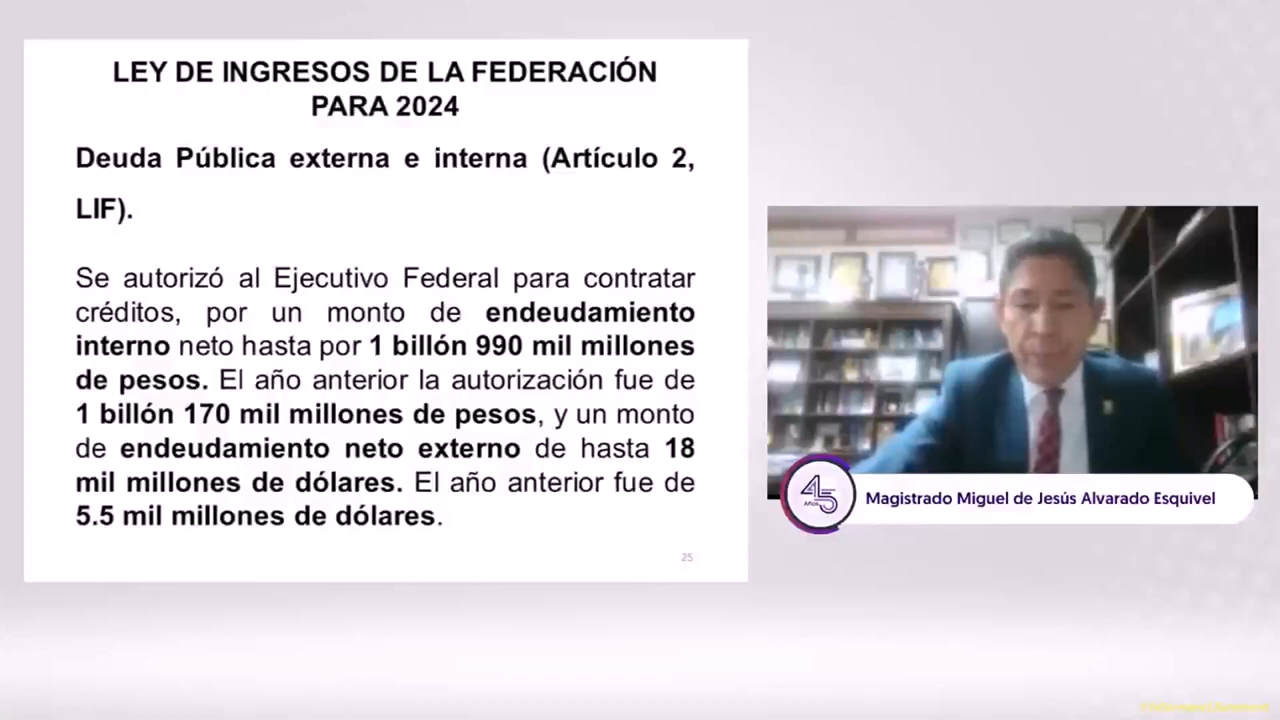 LEY DE INGRESOS DE LA FEDERACIÓN
PARA 2024
Deuda Pública externa e interna (Artículo 2,
LIF).
Se autorizó al Ejecutivo Federal para contratar
créditos, por un monto de endeudamiento
interno neto hasta por 1 billón 990 mil millones
de pesos. El año anterior la autorización fue de
1 billón 170 mil millones de pesos, y un monto
de endeudamiento neto externo de hasta 18
mil millones de dólares. El año anterior fue de
5.5 mil millones de dólares.
25
45
Años
Magistrado Miguel de Jesús Alvarado Esquivel